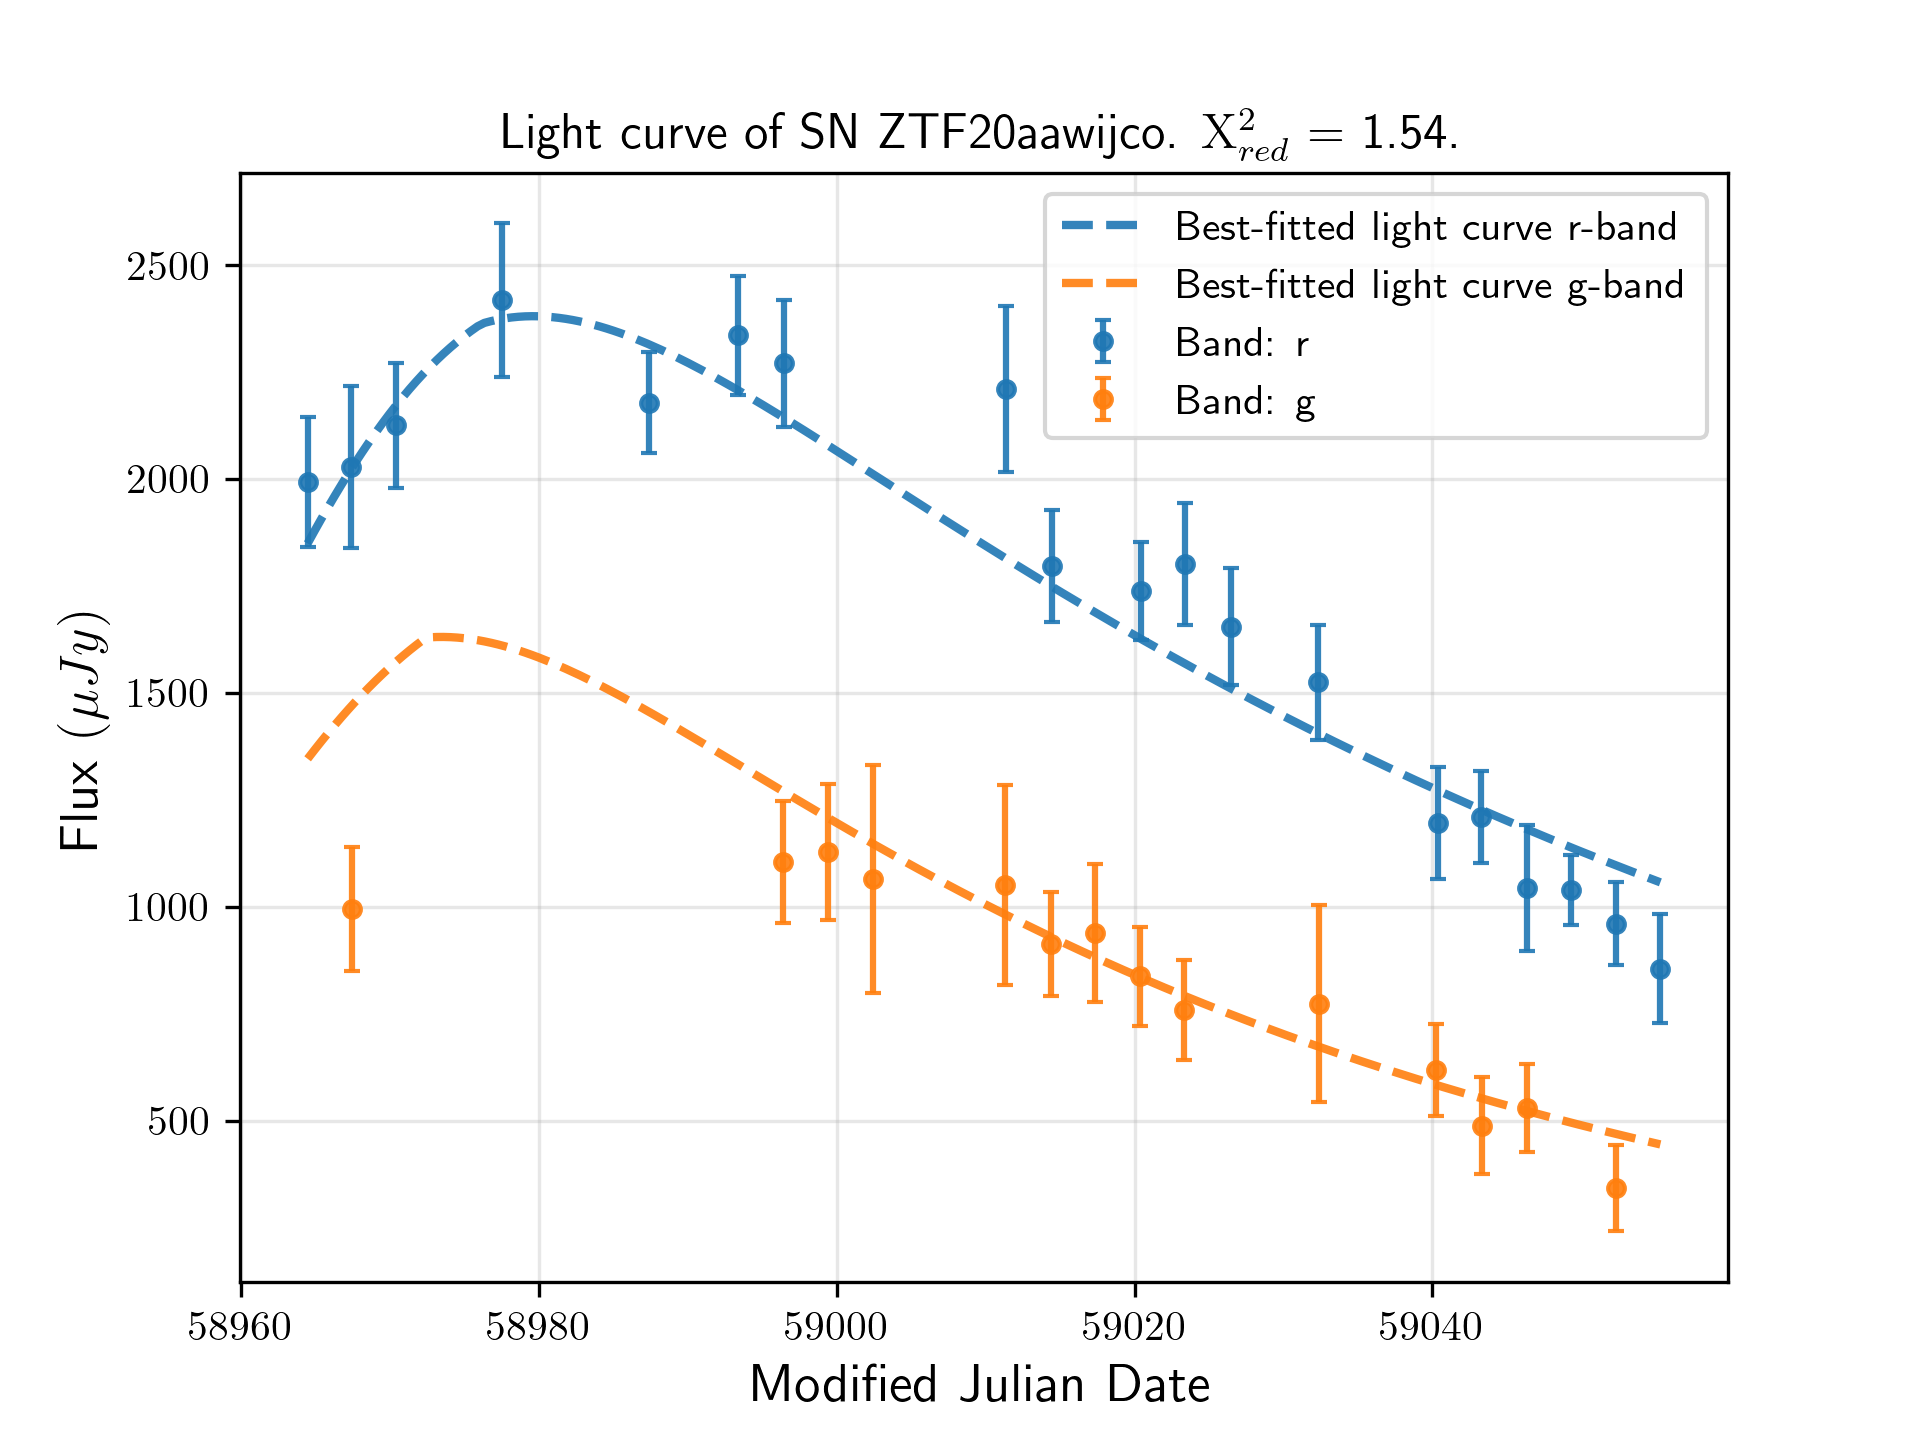 Light curve of SN ZTF20aawijco. X²_red = 1.54.
Best-fitted light curve r-band
Best-fitted light curve g-band
Band: r
Band: g
2500
2000
1500
1000
500
Flux (μJy)
58960 58980 59000 59020 59040
Modified Julian Date